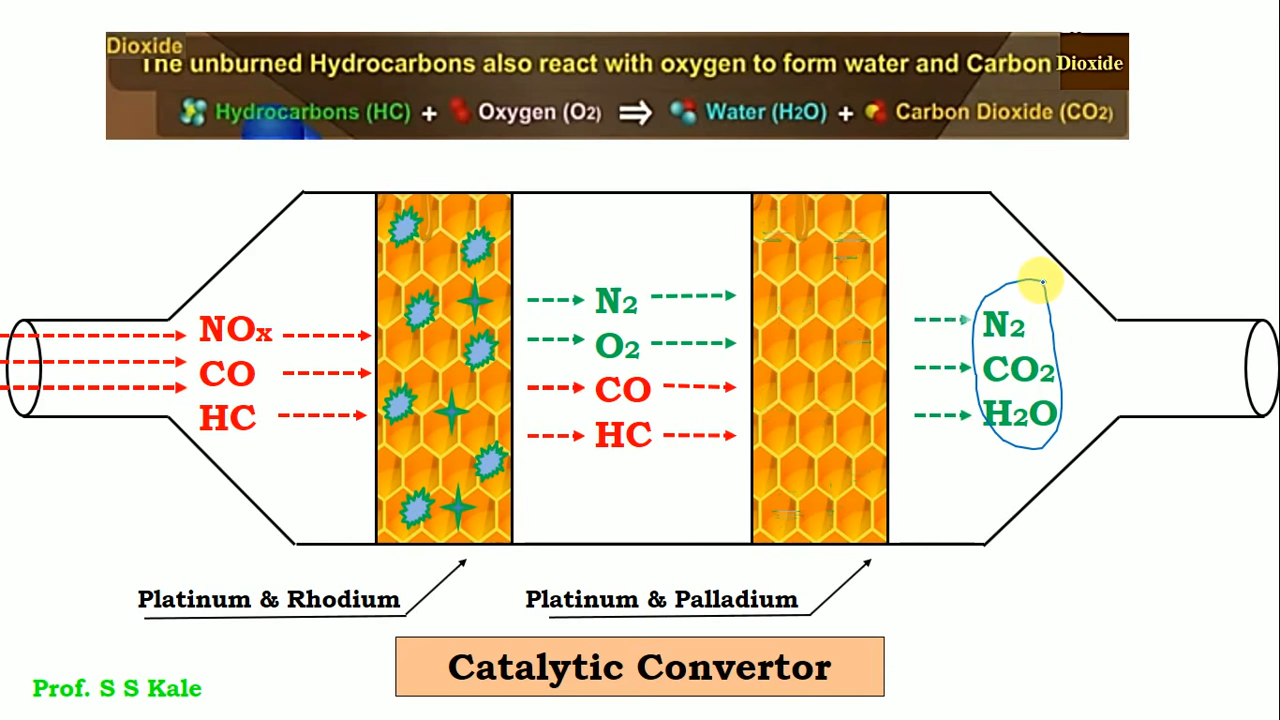 Dioxide
The unburned Hydrocarbons also react with oxygen to form water and Carbon Dioxide
Hydrocarbons (HC) + Oxygen (O2) ⇒ Water (H2O) + Carbon Dioxide (CO2)
NOx
CO
HC
N2
O2
CO
HC
N2
CO2
H2O
Platinum & Rhodium
Platinum & Palladium
Catalytic Convertor
Prof. S S Kale